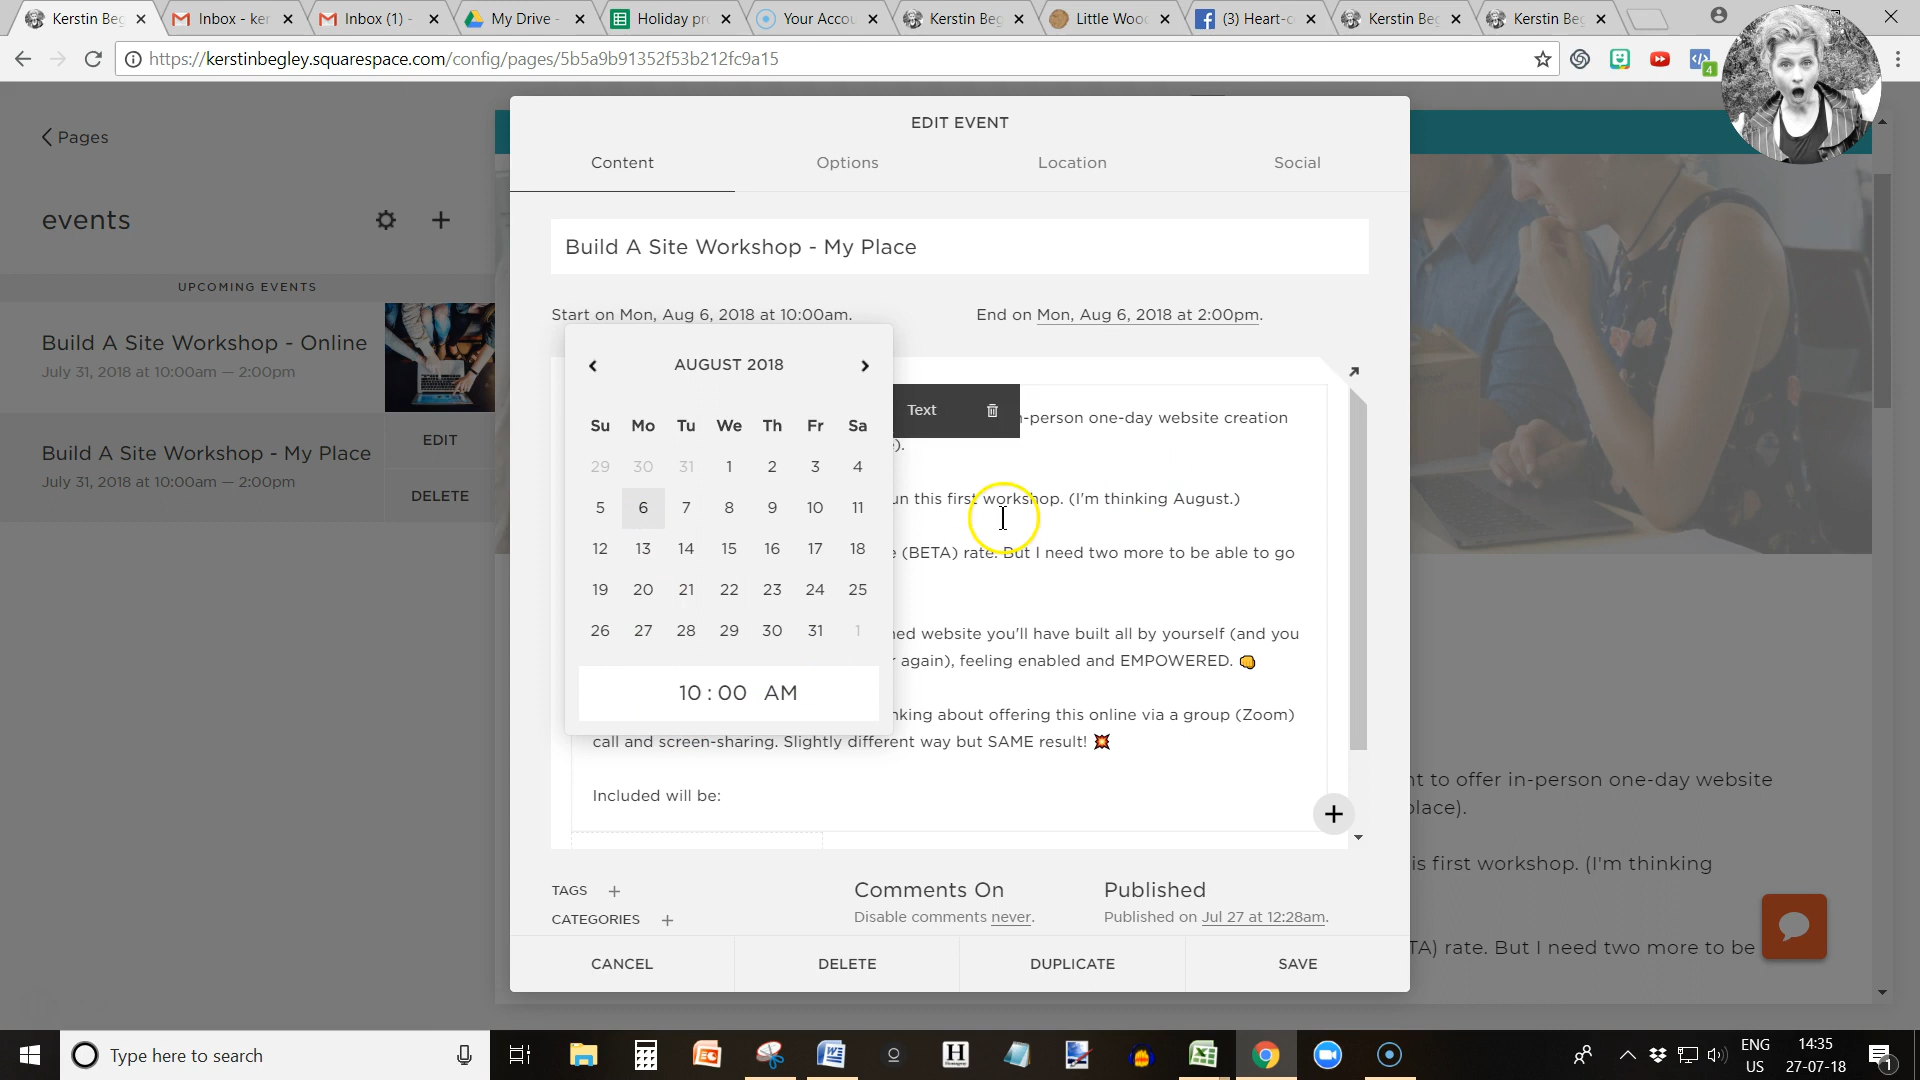 Kerstin Be
Inbox - ker
Inbox (1) -
My Drive -
Holiday pr
Your Accou
Kerstin Be
Little Wood
(3) Heart-c
Kerstin Be
Kerstin Be
https://kerstinbegley.squarespace.com/config/pages/5b5a9b91352f53b212fc9a15
4
Pages
events
UPCOMING EVENTS
Build A Site Workshop - Online
July 31, 2018 at 10:00am — 2:00pm
Build A Site Workshop - My Place
July 31, 2018 at 10:00am — 2:00pm
EDIT
DELETE
EDIT EVENT
Content Options Location Social
Build A Site Workshop - My Place
Start on Mon, Aug 6, 2018 at 10:00am.
End on Mon, Aug 6, 2018 at 2:00pm.
AUGUST 2018
Su Mo Tu We Th Fr Sa
29 30 31 1 2 3 4
5 6 7 8 9 10 11
12 13 14 15 16 17 18
19 20 21 22 23 24 25
26 27 28 29 30 31 1
10 : 00 AM
Text
n-person one-day website creation
).
un this first workshop. (I'm thinking August.)
(BETA) rate. But I need two more to be able to go
ned website you'll have built all by yourself (and you
again), feeling enabled and EMPOWERED. 👊
nking about offering this online via a group (Zoom)
call and screen-sharing. Slightly different way but SAME result! 💥
Included will be:
TAGS +
CATEGORIES +
Comments On
Disable comments never.
Published
Published on Jul 27 at 12:28am.
CANCEL DELETE DUPLICATE SAVE
nt to offer in-person one-day website
place).
is first workshop. (I'm thinking
TA) rate. But I need two more to be
Type here to search
ENG
US
14:35
27-07-18
1